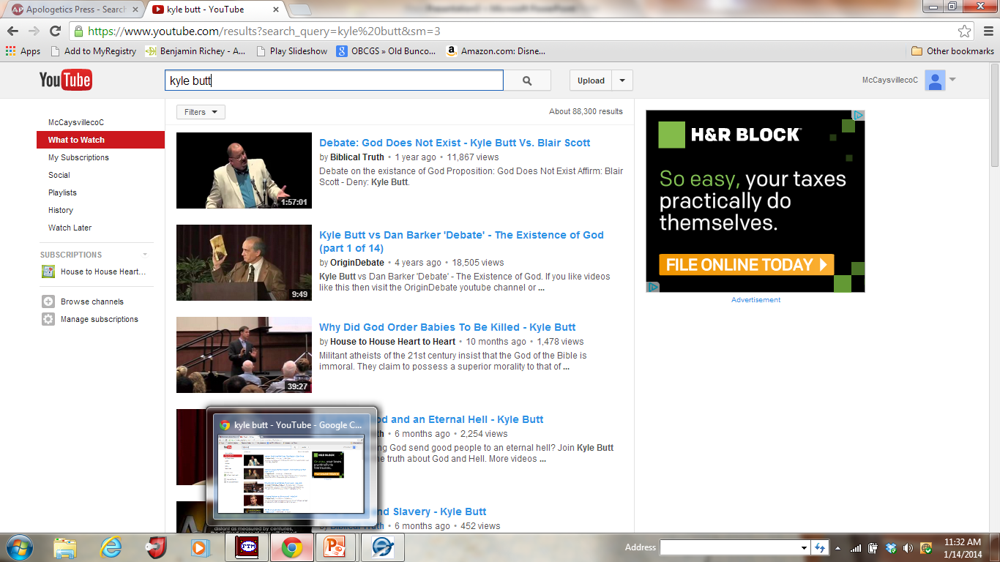 Apologetics Press - Search
kyle butt - YouTube
https://www.youtube.com/results?search_query=kyle%20butt&sm=3
Apps
Add to MyRegistry
Benjamin Richey - A...
Play Slideshow
OBCGS » Old Bunco...
Amazon.com: Disne...
Other bookmarks
YouTube
kyle butt
Upload
McCaysvillecoC
McCaysvillecoC
What to Watch
My Subscriptions
Social
Playlists
History
Watch Later
SUBSCRIPTIONS
House to House Heart...
Browse channels
Manage subscriptions
Filters
About 88,300 results
Debate: God Does Not Exist - Kyle Butt Vs. Blair Scott
by Biblical Truth • 1 year ago • 11,867 views
Debate on the existance of God Proposition: God Does Not Exist Affirm: Blair
Scott - Deny: Kyle Butt.
1:57:01
Kyle Butt vs Dan Barker 'Debate' - The Existence of God
(part 1 of 14)
by OriginDebate • 4 years ago • 18,505 views
Kyle Butt vs Dan Barker 'Debate' - The Existence of God. If you like videos
like this then visit the OriginDebate youtube channel or ...
9:49
Why Did God Order Babies To Be Killed - Kyle Butt
by House to House Heart to Heart • 10 months ago • 1,478 views
Militant atheists of the 21st century insist that the God of the Bible is
immoral. They claim to possess a superior morality to that of ...
39:27
and an Eternal Hell - Kyle Butt
• 6 months ago • 2,254 views
God send good people to an eternal hell? Join Kyle Butt
the truth about God and Hell. More videos ...
and Slavery - Kyle Butt
by Biblical Truth • 6 months ago • 452 views
distant as measured by centuries,
kyle butt - YouTube - Google C...
H&R BLOCK
So easy, your taxes
practically do
themselves.
FILE ONLINE TODAY
Advertisement
FTM
Address
11:32 AM
1/14/2014